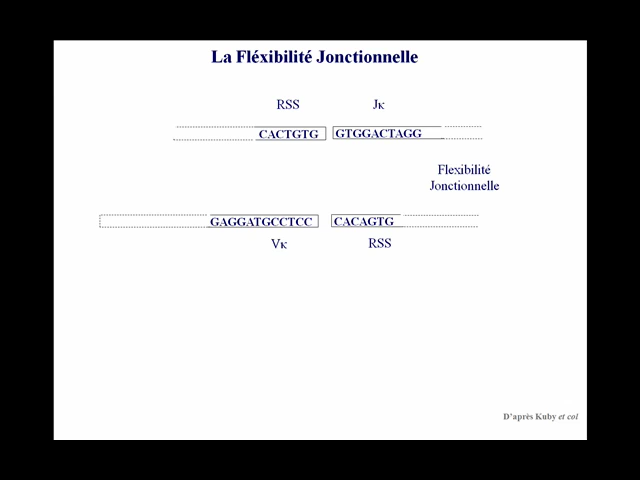 La Fléxibilité Jonctionnelle
RSS Jκ
CACTGTG GTGGACTAGG
Flexibilité
Jonctionnelle
GAGGATGCCTCC CACAGTG
Vκ RSS
D'après Kuby et col